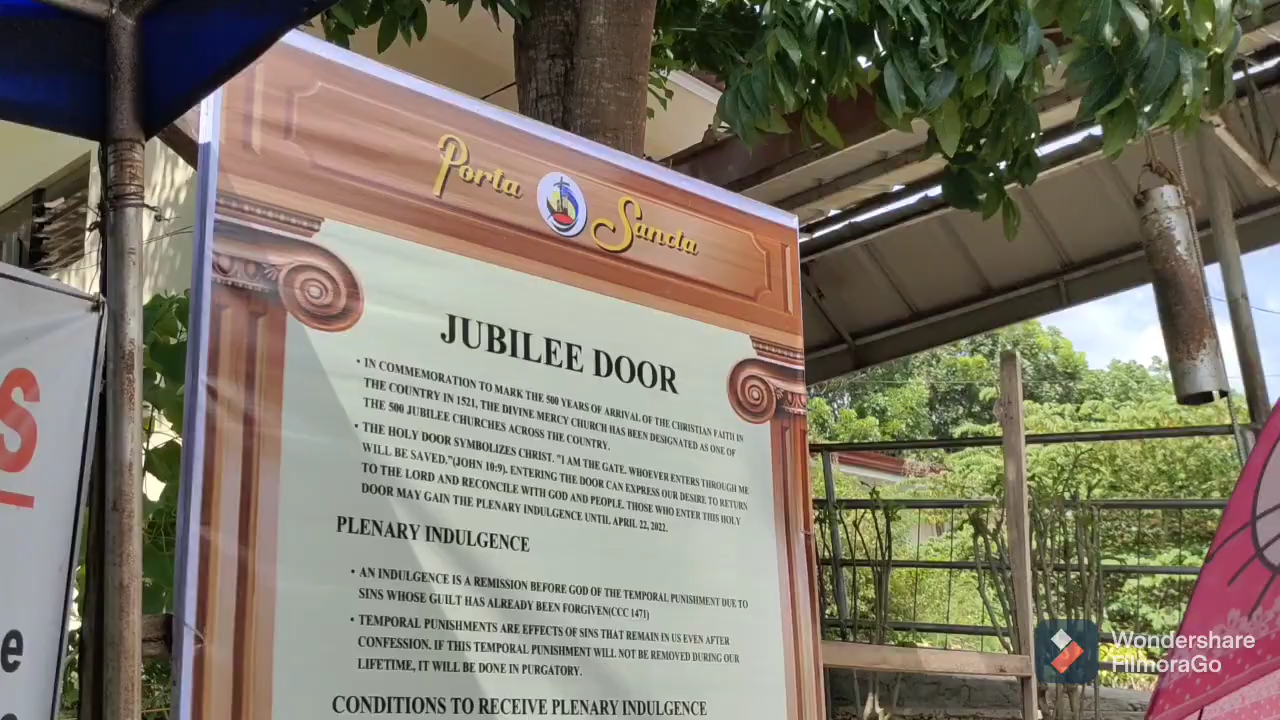 Porta Sancta
JUBILEE DOOR
• IN COMMEMORATION TO MARK THE 500 YEARS OF ARRIVAL OF THE CHRISTIAN FAITH IN
THE COUNTRY IN 1521, THE DIVINE MERCY CHURCH HAS BEEN DESIGNATED AS ONE OF
THE 500 JUBILEE CHURCHES ACROSS THE COUNTRY.
• THE HOLY DOOR SYMBOLIZES CHRIST. "I AM THE GATE. WHOEVER ENTERS THROUGH ME
WILL BE SAVED."(JOHN 10:9). ENTERING THE DOOR CAN EXPRESS OUR DESIRE TO RETURN
TO THE LORD AND RECONCILE WITH GOD AND PEOPLE. THOSE WHO ENTER THIS HOLY
DOOR MAY GAIN THE PLENARY INDULGENCE UNTIL APRIL 22, 2022.
PLENARY INDULGENCE
• AN INDULGENCE IS A REMISSION BEFORE GOD OF THE TEMPORAL PUNISHMENT DUE TO
SINS WHOSE GUILT HAS ALREADY BEEN FORGIVEN(CCC 1471)
• TEMPORAL PUNISHMENTS ARE EFFECTS OF SINS THAT REMAIN IN US EVEN AFTER
CONFESSION. IF THIS TEMPORAL PUNISHMENT WILL NOT BE REMOVED DURING OUR
LIFETIME, IT WILL BE DONE IN PURGATORY.
CONDITIONS TO RECEIVE PLENARY INDULGENCE
S
e
Wondershare
FilmoraGo